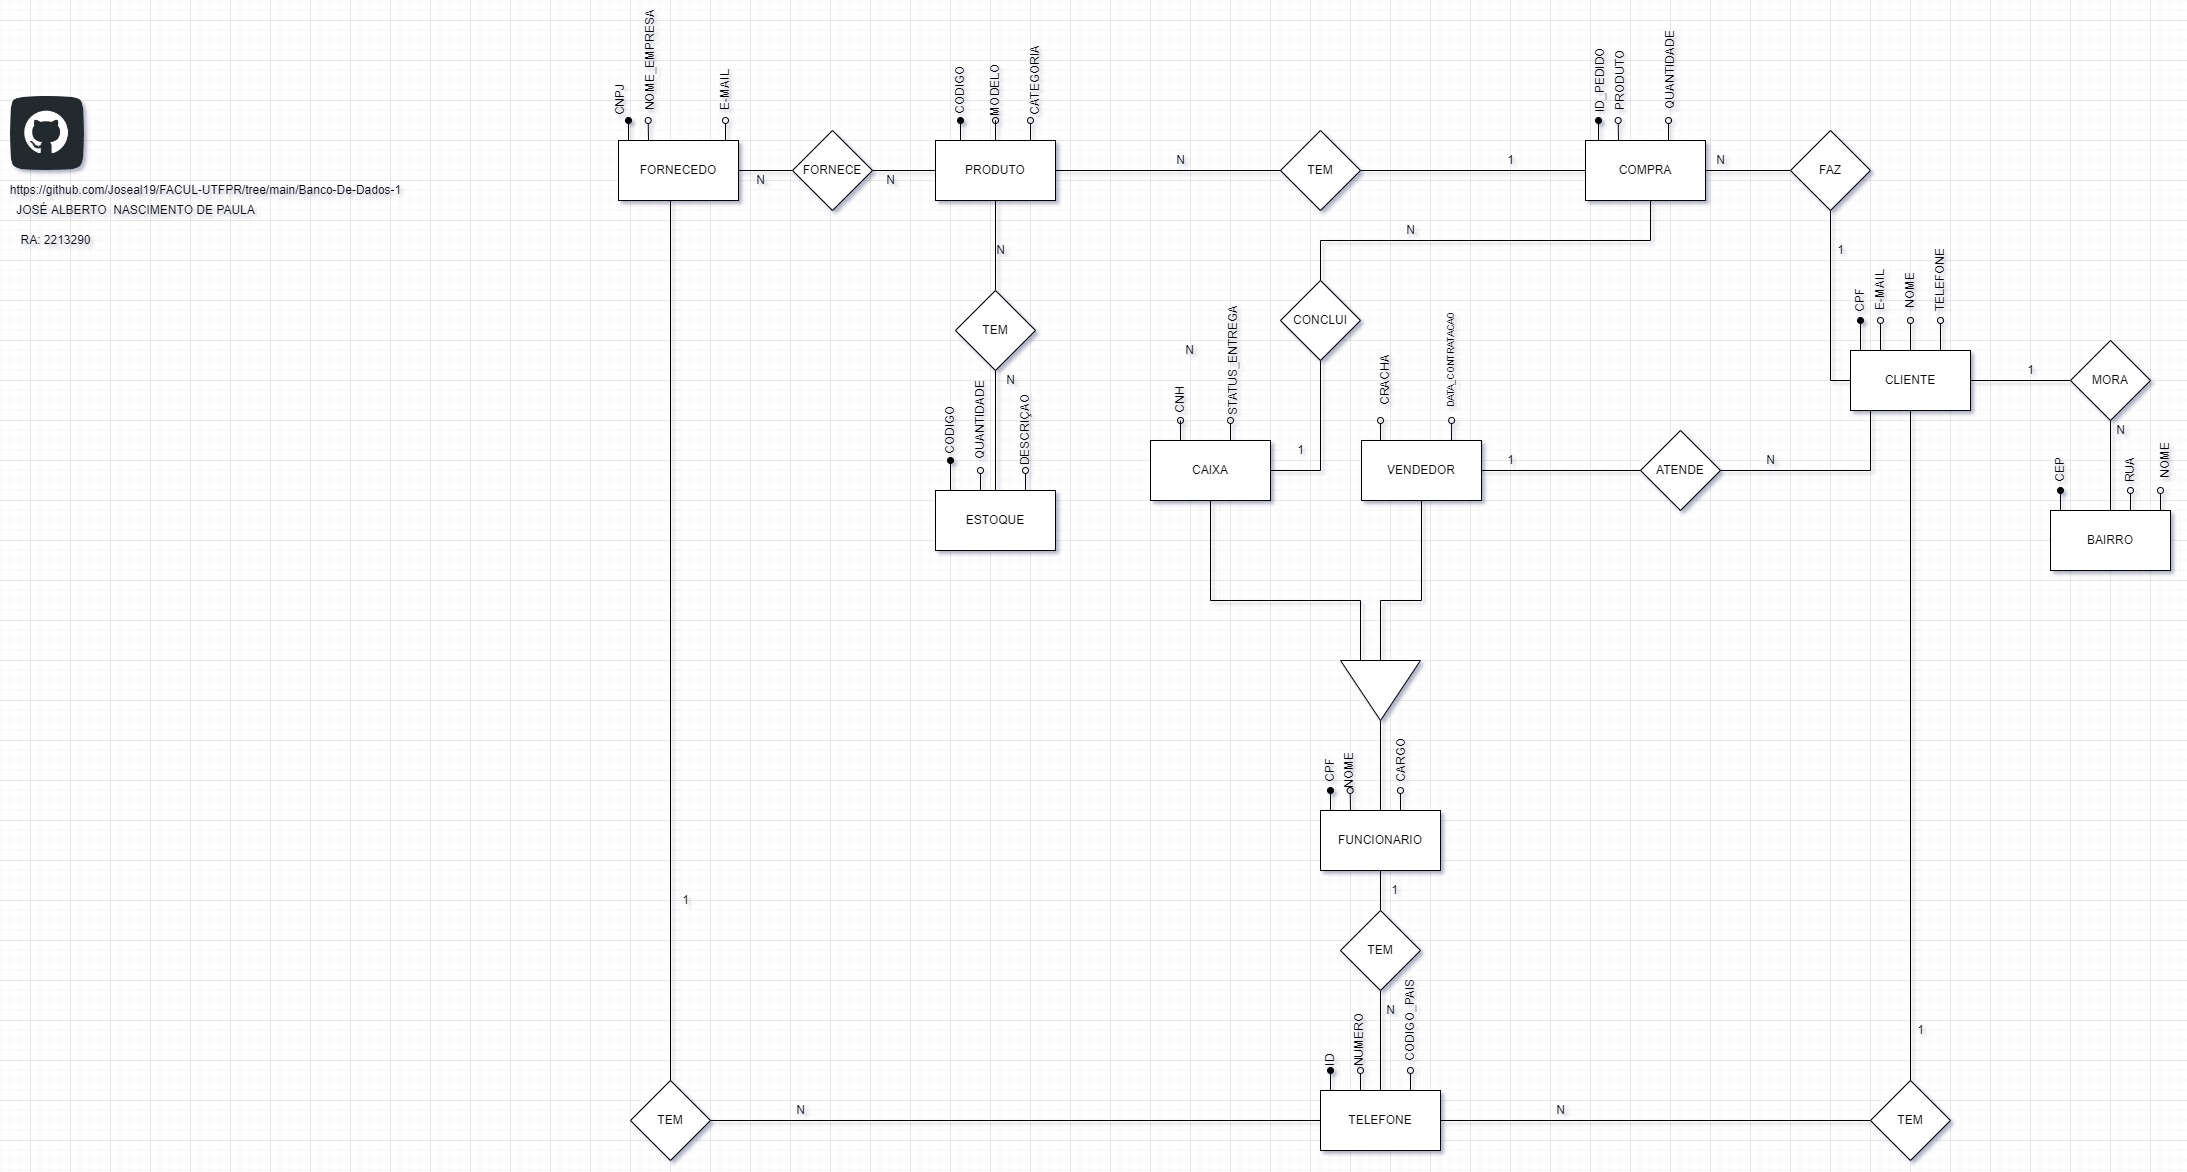 https://github.com/Joseal19/FACUL-UTFPR/tree/main/Banco-De-Dados-1
JOSÉ ALBERTO  NASCIMENTO DE PAULA
RA: 2213290
CNPJ
NOME_EMPRESA
E-MAIL
FORNECEDO
N
FORNECE
N
CODIGO
MODELO
CATEGORIA
PRODUTO
N
TEM
1
ID_PEDIDO
PRODUTO
QUANTIDADE
COMPRA
N
FAZ
1
N
N
TEM
N
CODIGO
QUANTIDADE
DESCRIÇAO
ESTOQUE
CONCLUI
1
N
CNH
STATUS_ENTREGA
CAIXA
CRACHA
DATA_CONTRATACAO
VENDEDOR
1
ATENDE
N
CPF
E-MAIL
NOME
TELEFONE
CLIENTE
1
MORA
N
CEP
RUA
NOME
BAIRRO
CPF
NOME
CARGO
FUNCIONARIO
1
TEM
N
ID
NUMERO
CODIGO_PAIS
TELEFONE
1
TEM
N
N
1
TEM